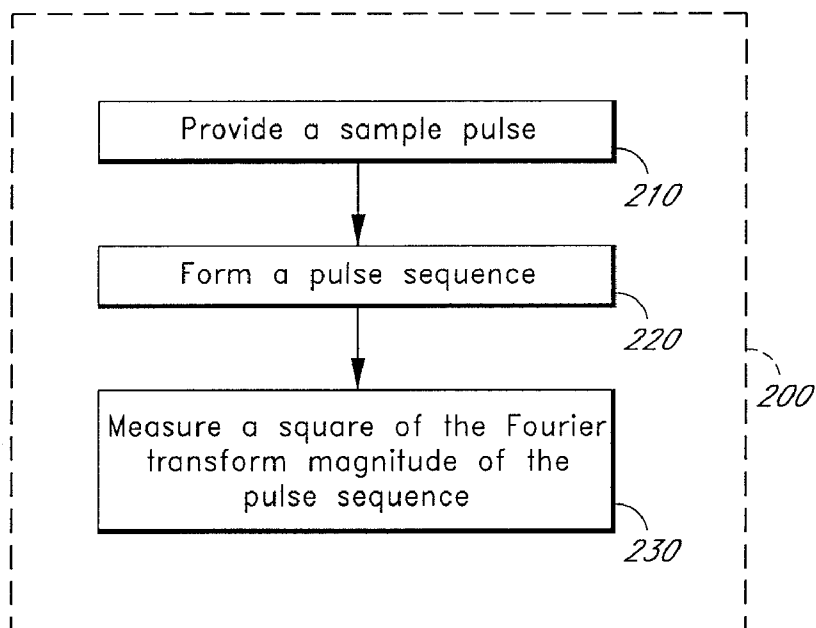 Provide a sample pulse
210
Form a pulse sequence
220
200
Measure a square of the Fourier
transform magnitude of the
pulse sequence
230